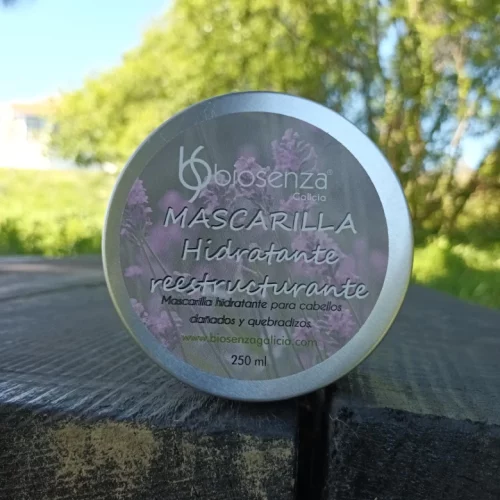 biosenza®
Galicia
MASCARILLA
Hidratante
reestructurante
Mascarilla hidratante para cabellos
dañados y quebradizos.
www.biosenzagalicia.com
250 ml